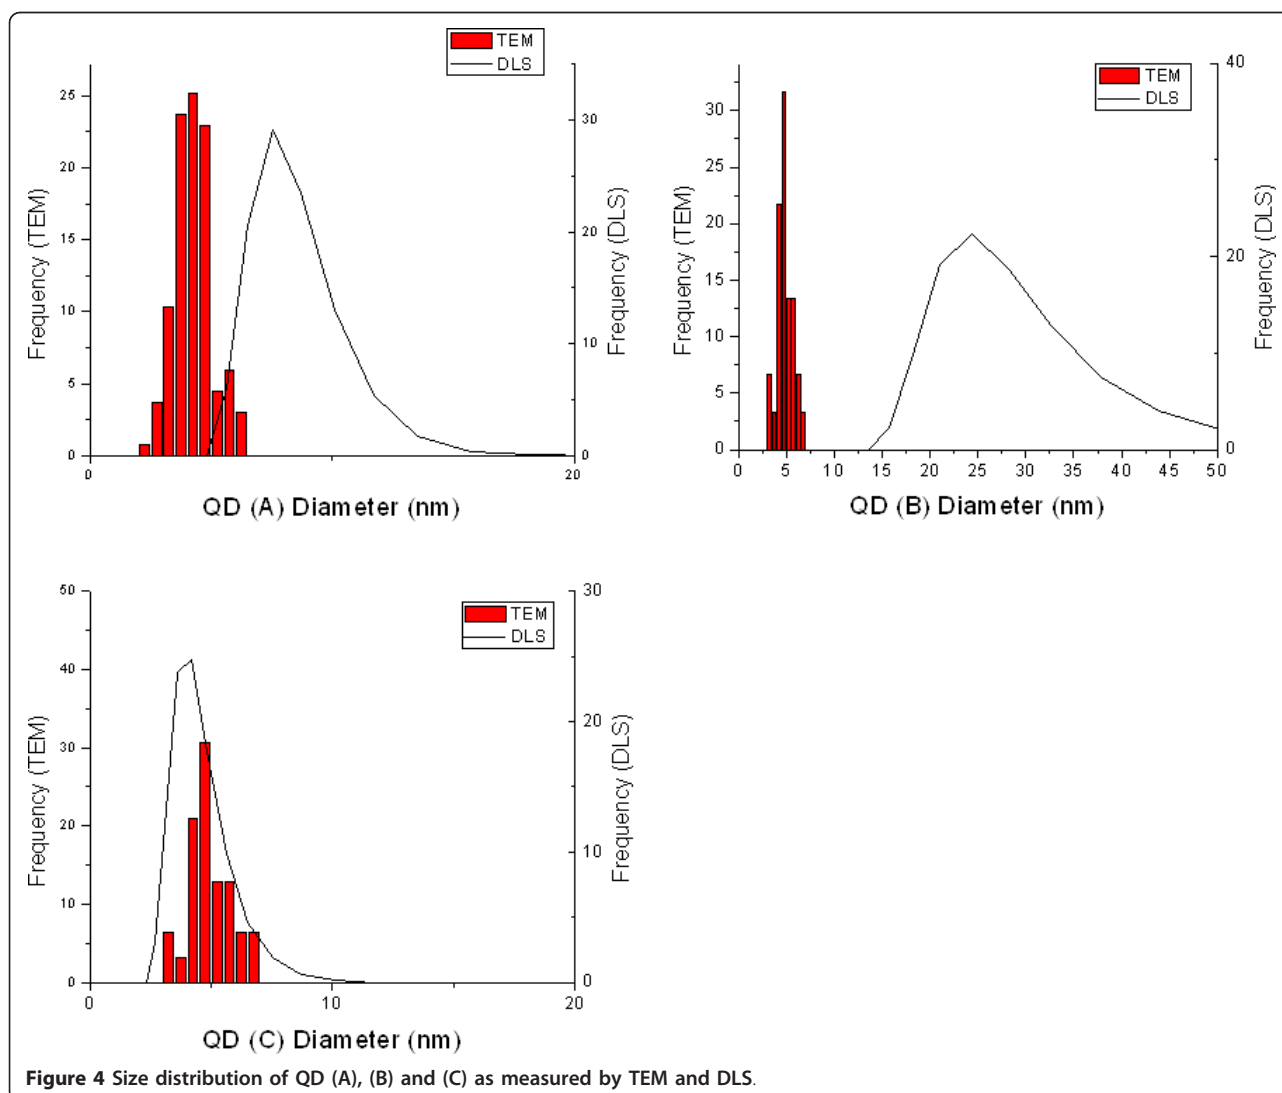 TEM
DLS
25
20
15
10
5
0
Frequency (TEM)
30
20
10
0
Frequency (DLS)
0
20
QD (A) Diameter (nm)
TEM
DLS
30
25
20
15
10
5
0
Frequency (TEM)
40
20
0
Frequency (DLS)
0 5 10 15 20 25 30 35 40 45 50
QD (B) Diameter (nm)
TEM
DLS
50
40
30
20
10
0
Frequency (TEM)
30
20
10
0
Frequency (DLS)
0 10 20
QD (C) Diameter (nm)
Figure 4 Size distribution of QD (A), (B) and (C) as measured by TEM and DLS.